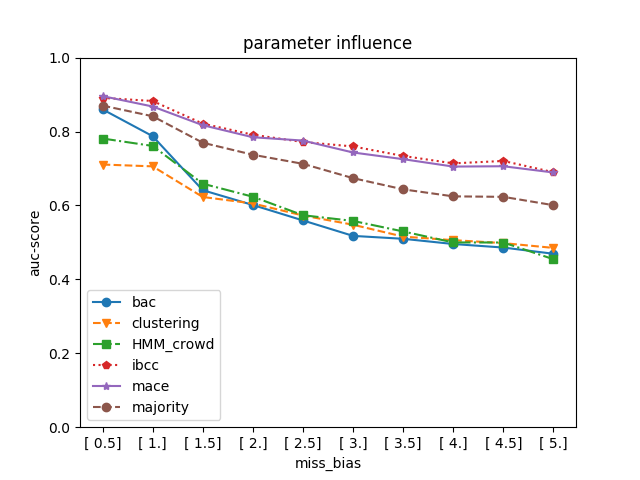 parameter influence
1.0
0.8
0.6
0.4
0.2
0.0
auc-score
bac
clustering
HMM_crowd
ibcc
mace
majority
[ 0.5] [ 1.] [ 1.5] [ 2.] [ 2.5] [ 3.] [ 3.5] [ 4.] [ 4.5] [ 5.]
miss_bias